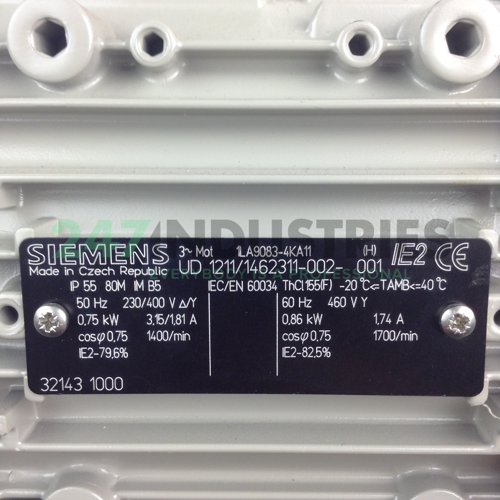 247 INDUSTRIES
SIEMENS 3~ Mot 1LA9083-4KA11 (H) IE2 CE
Made in Czech Republic UD 1211/1462311-002- 001
IP 55 80M IM B5 IEC/EN 60034 ThCl.155(F) -20°C<=TAMB<=40°C
50 Hz 230/400 V Δ/Y 60 Hz 460 V Y
0,75 kW 3,15/1,81 A 0,86 kW 1,74 A
cosφ 0,75 1400/min cosφ 0,75 1700/min
IE2-79,6% IE2-82,5%
32143 1000